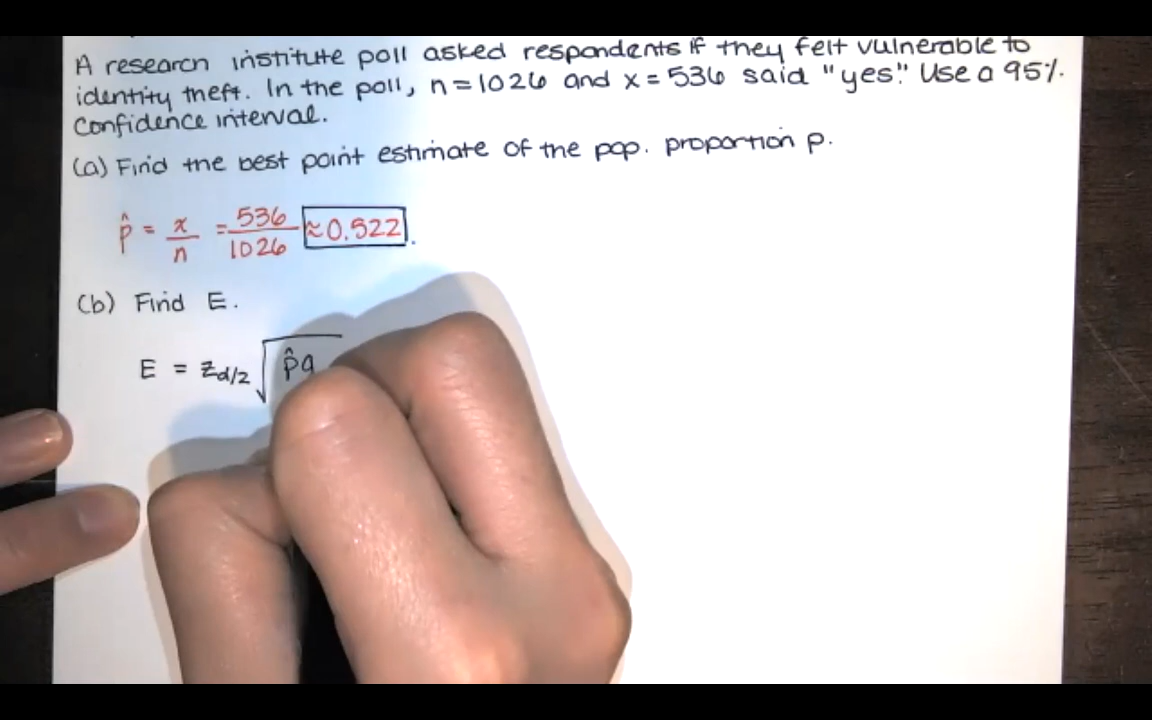 A research institute poll asked respondents if they felt vulnerable to
identity theft. In the poll, n = 1026 and x = 536 said "yes." Use a 95%
Confidence interval.
(a) Find the best point estimate of the pop. proportion p.
p̂ = x/n = 536/1026 ≈ 0.522.
(b) Find E.
E = zα/2 √p̂q